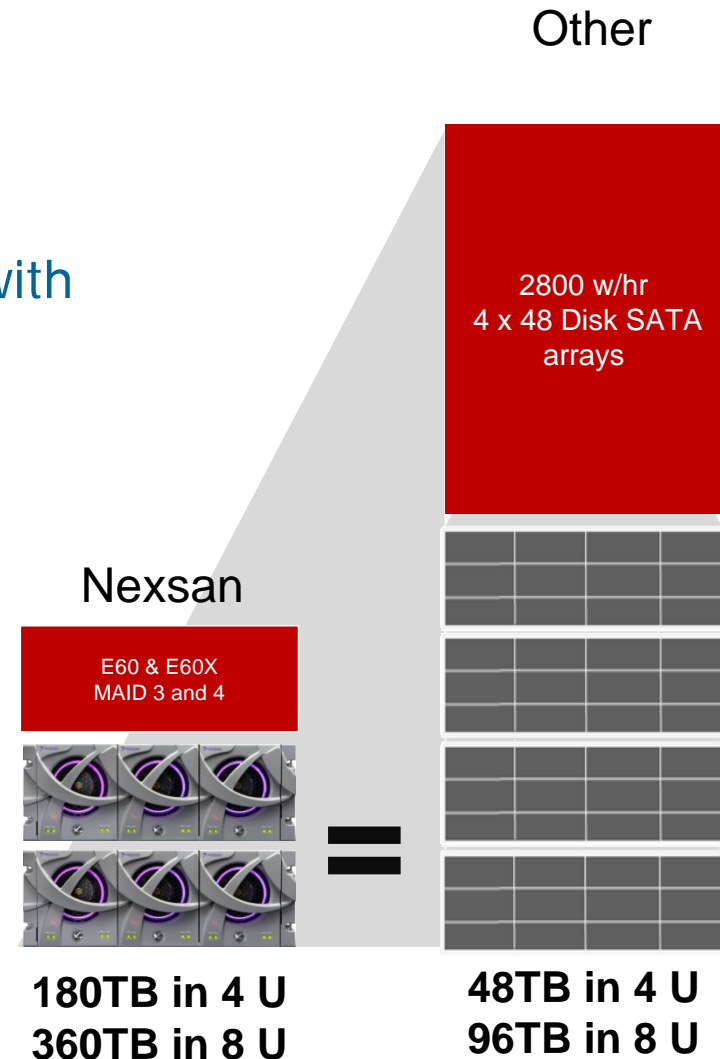 Other
with
2800 w/hr
4 x 48 Disk SATA
arrays
Nexsan
E60 & E60X
MAID 3 and 4
180TB in 4 U
360TB in 8 U
48TB in 4 U
96TB in 8 U